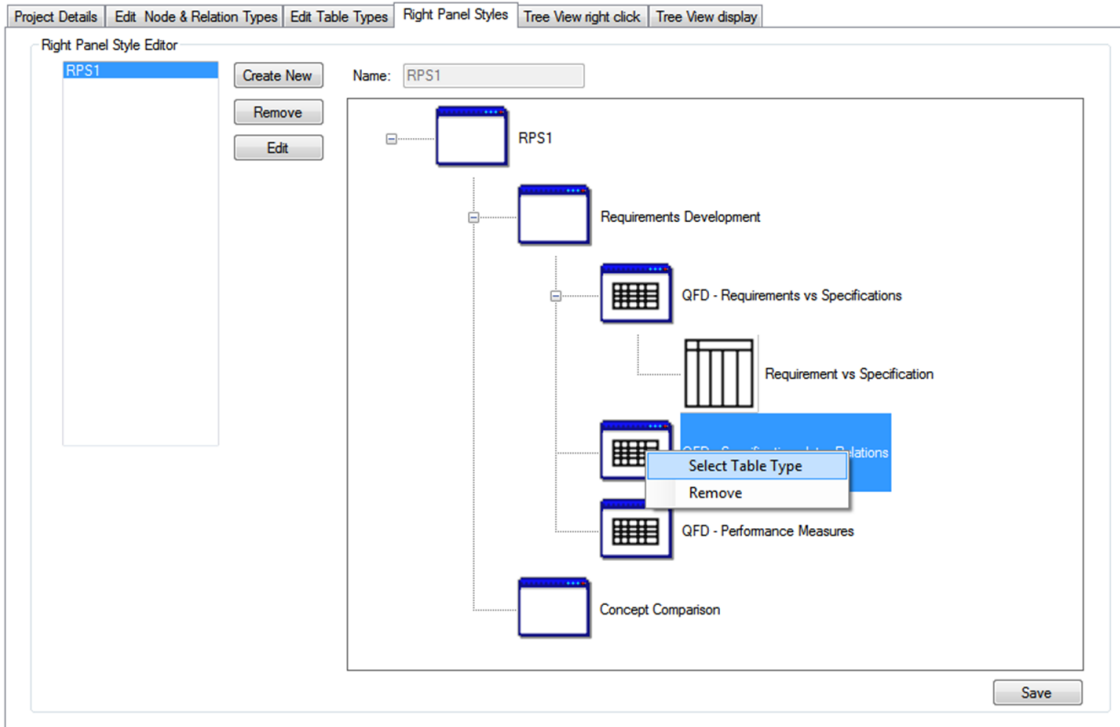 Project Details
Edit Node & Relation Types
Edit Table Types
Right Panel Styles
Tree View right click
Tree View display
Right Panel Style Editor
RPS1
Create New
Remove
Edit
Name: RPS1
RPS1
Requirements Development
QFD - Requirements vs Specifications
Requirement vs Specification
Relations
Select Table Type
Remove
QFD - Performance Measures
Concept Comparison
Save